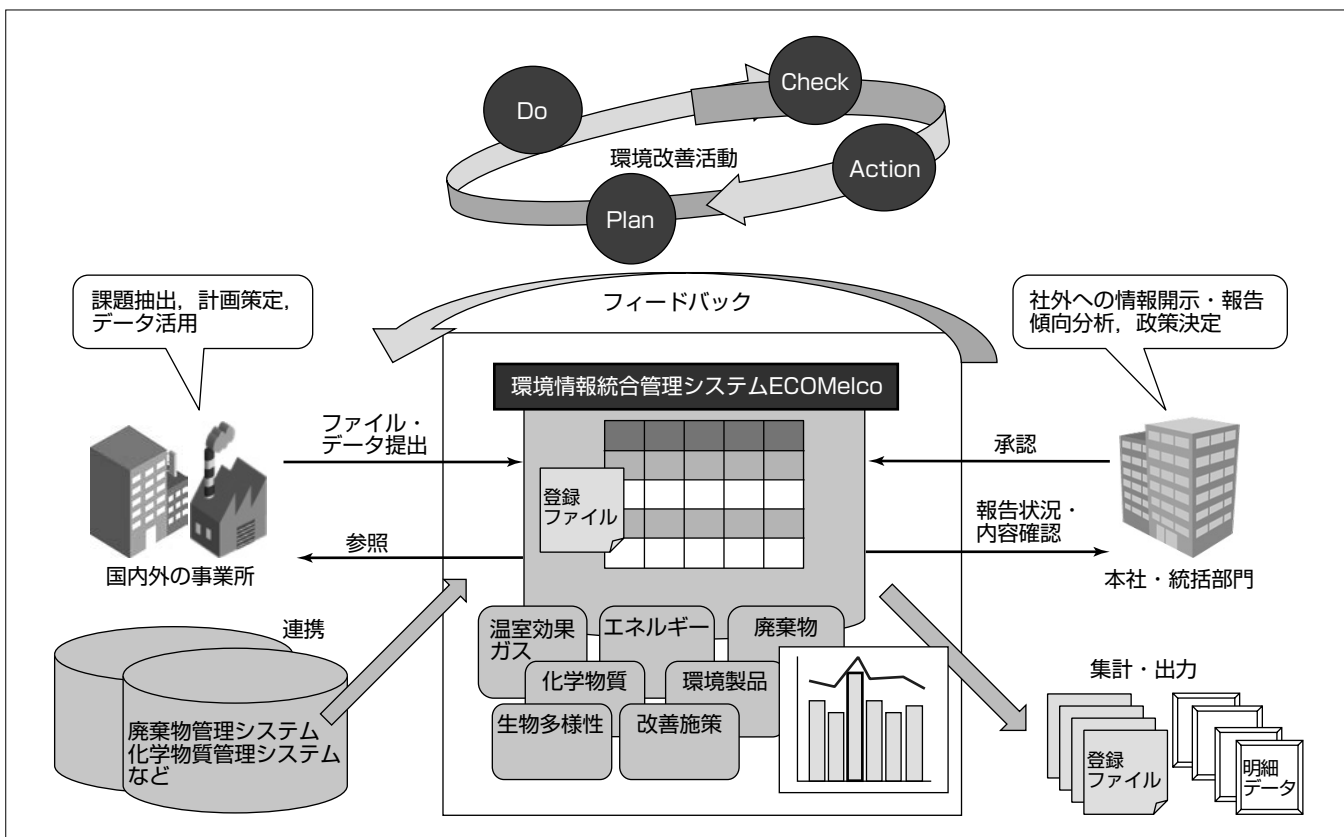 Do
Check
環境改善活動
Action
Plan
課題抽出，計画策定，
データ活用
フィードバック
社外への情報開示・報告
傾向分析，政策決定
環境情報統合管理システムECOMelco
ファイル・
データ提出
承認
登録
ファイル
報告状況・
内容確認
参照
国内外の事業所
本社・統括部門
連携
温室効果
ガス
エネルギー
廃棄物
化学物質
環境製品
生物多様性
改善施策
廃棄物管理システム
化学物質管理システム
など
集計・出力
登録
ファイル
明細
データ